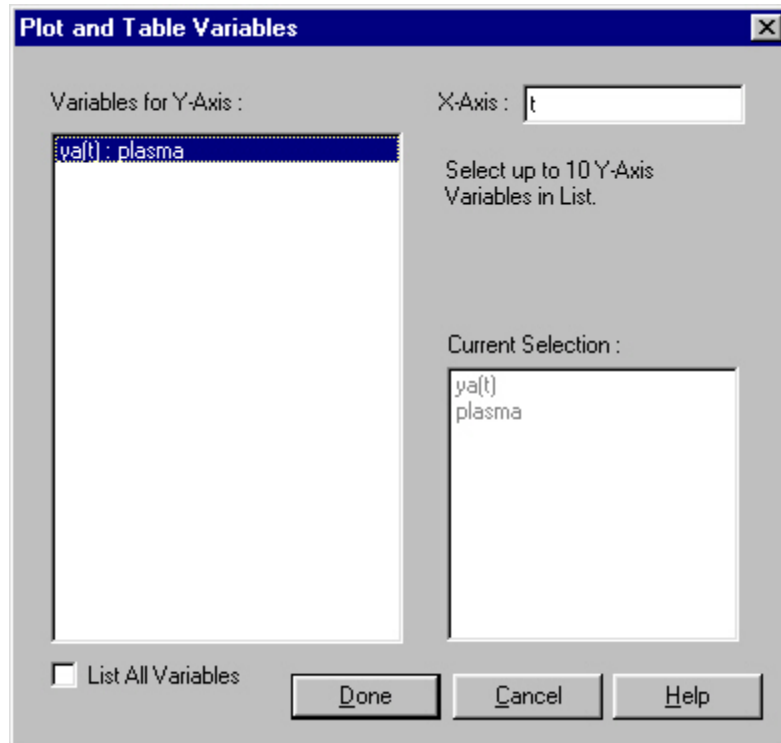 Plot and Table Variables
Variables for Y-Axis :
X-Axis : t
ya(t) : plasma
Select up to 10 Y-Axis
Variables in List.
Current Selection :
ya(t)
plasma
List All Variables
Done
Cancel
Help